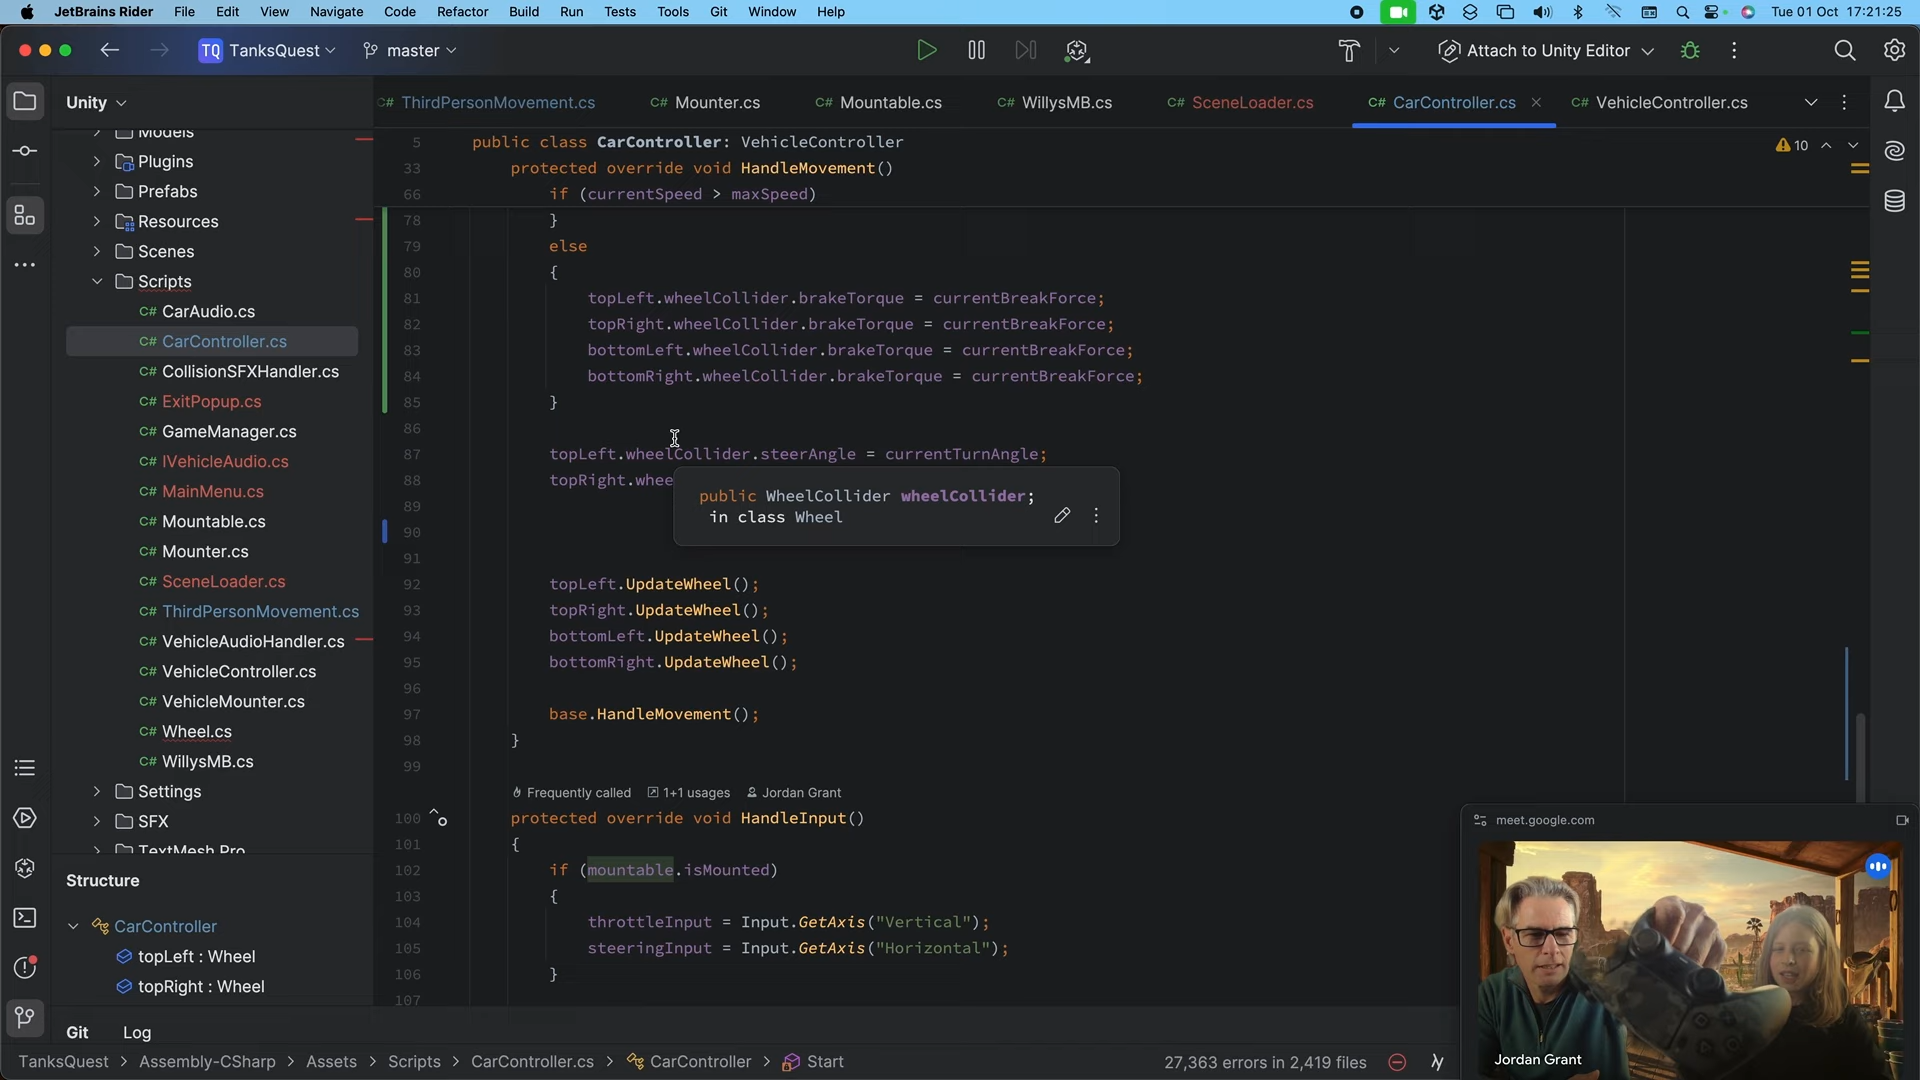 JetBrains Rider File Edit View Navigate Code Refactor Build Run Tests Tools Git Window Help Tue 01 Oct 17:21:25
TQ TanksQuest master Attach to Unity Editor
Unity
Models
Plugins
Prefabs
Resources
Scenes
Scripts
C# CarAudio.cs
C# CarController.cs
C# CollisionSFXHandler.cs
C# ExitPopup.cs
C# GameManager.cs
C# IVehicleAudio.cs
C# MainMenu.cs
C# Mountable.cs
C# Mounter.cs
C# SceneLoader.cs
C# ThirdPersonMovement.cs
C# VehicleAudioHandler.cs
C# VehicleController.cs
C# VehicleMounter.cs
C# Wheel.cs
C# WillysMB.cs
Settings
SFX
TextMesh Pro
Structure
CarController
topLeft : Wheel
topRight : Wheel
C# ThirdPersonMovement.cs C# Mounter.cs C# Mountable.cs C# WillysMB.cs C# SceneLoader.cs C# CarController.cs C# VehicleController.cs
10
5 public class CarController: VehicleController
33 protected override void HandleMovement()
66 if (currentSpeed > maxSpeed)
78 }
79 else
80 {
81 topLeft.wheelCollider.brakeTorque = currentBreakForce;
82 topRight.wheelCollider.brakeTorque = currentBreakForce;
83 bottomLeft.wheelCollider.brakeTorque = currentBreakForce;
84 bottomRight.wheelCollider.brakeTorque = currentBreakForce;
85 }
86
87 topLeft.wheelCollider.steerAngle = currentTurnAngle;
88 topRight.whee
public WheelCollider wheelCollider;
in class Wheel
89
90
91
92 topLeft.UpdateWheel();
93 topRight.UpdateWheel();
94 bottomLeft.UpdateWheel();
95 bottomRight.UpdateWheel();
96
97 base.HandleMovement();
98 }
99
Frequently called 1+1 usages Jordan Grant
100 protected override void HandleInput()
101 {
102 if (mountable.isMounted)
103 {
104 throttleInput = Input.GetAxis("Vertical");
105 steeringInput = Input.GetAxis("Horizontal");
106 }
107
meet.google.com
Jordan Grant
Git Log
TanksQuest > Assembly-CSharp > Assets > Scripts > CarController.cs > CarController > Start 27,363 errors in 2,419 files